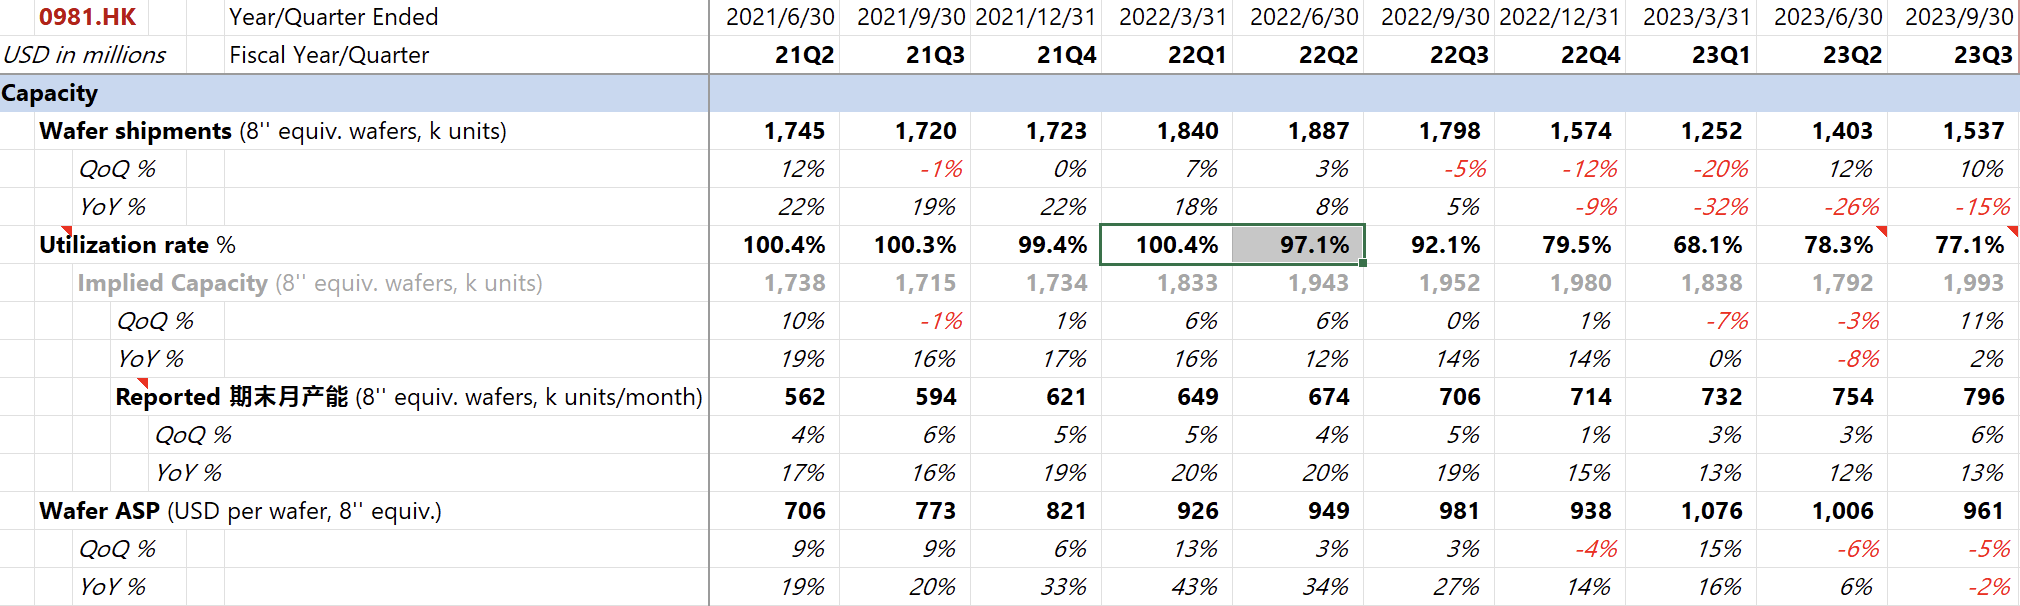 0981.HK Year/Quarter Ended 2021/6/30 2021/9/30 2021/12/31 2022/3/31 2022/6/30 2022/9/30 2022/12/31 2023/3/31 2023/6/30 2023/9/30
USD in millions Fiscal Year/Quarter 21Q2 21Q3 21Q4 22Q1 22Q2 22Q3 22Q4 23Q1 23Q2 23Q3
Capacity
Wafer shipments (8'' equiv. wafers, k units) 1,745 1,720 1,723 1,840 1,887 1,798 1,574 1,252 1,403 1,537
QoQ % 12% -1% 0% 7% 3% -5% -12% -20% 12% 10%
YoY % 22% 19% 22% 18% 8% 5% -9% -32% -26% -15%
Utilization rate % 100.4% 100.3% 99.4% 100.4% 97.1% 92.1% 79.5% 68.1% 78.3% 77.1%
Implied Capacity (8'' equiv. wafers, k units) 1,738 1,715 1,734 1,833 1,943 1,952 1,980 1,838 1,792 1,993
QoQ % 10% -1% 1% 6% 6% 0% 1% -7% -3% 11%
YoY % 19% 16% 17% 16% 12% 14% 14% 0% -8% 2%
Reported 期末月产能 (8'' equiv. wafers, k units/month) 562 594 621 649 674 706 714 732 754 796
QoQ % 4% 6% 5% 5% 4% 5% 1% 3% 3% 6%
YoY % 17% 16% 19% 20% 20% 19% 15% 13% 12% 13%
Wafer ASP (USD per wafer, 8'' equiv.) 706 773 821 926 949 981 938 1,076 1,006 961
QoQ % 9% 9% 6% 13% 3% 3% -4% 15% -6% -5%
YoY % 19% 20% 33% 43% 34% 27% 14% 16% 6% -2%